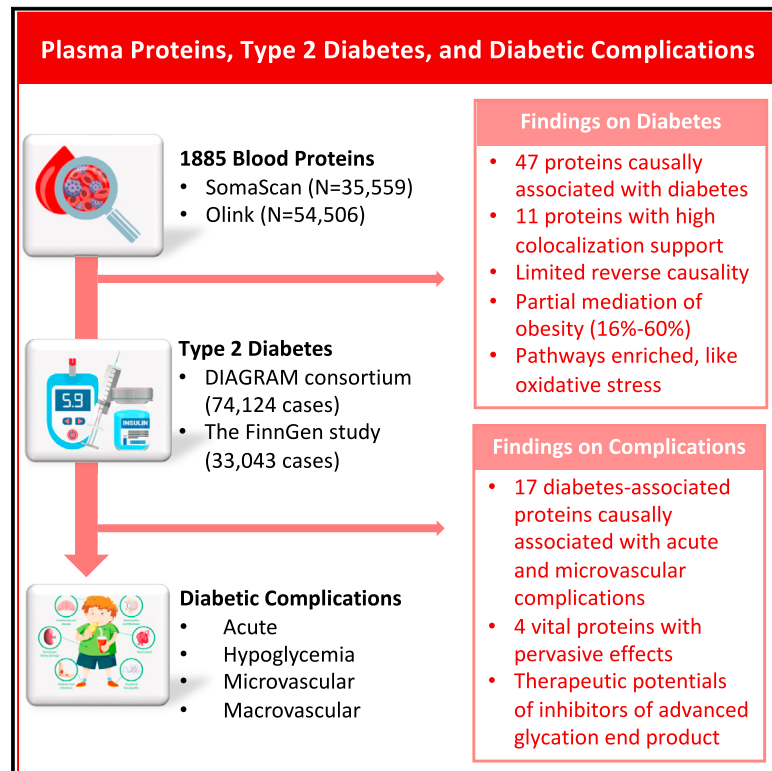 Plasma Proteins, Type 2 Diabetes, and Diabetic Complications
1885 Blood Proteins
• SomaScan (N=35,559)
• Olink (N=54,506)
Findings on Diabetes
• 47 proteins causally
associated with diabetes
• 11 proteins with high
colocalization support
• Limited reverse causality
• Partial mediation of
obesity (16%-60%)
• Pathways enriched, like
oxidative stress
5.9
INSULIN
Type 2 Diabetes
• DIAGRAM consortium
(74,124 cases)
• The FinnGen study
(33,043 cases)
Findings on Complications
• 17 diabetes-associated
proteins causally
associated with acute
and microvascular
complications
• 4 vital proteins with
pervasive effects
• Therapeutic potentials
of inhibitors of advanced
glycation end product
Diabetic Complications
• Acute
• Hypoglycemia
• Microvascular
• Macrovascular